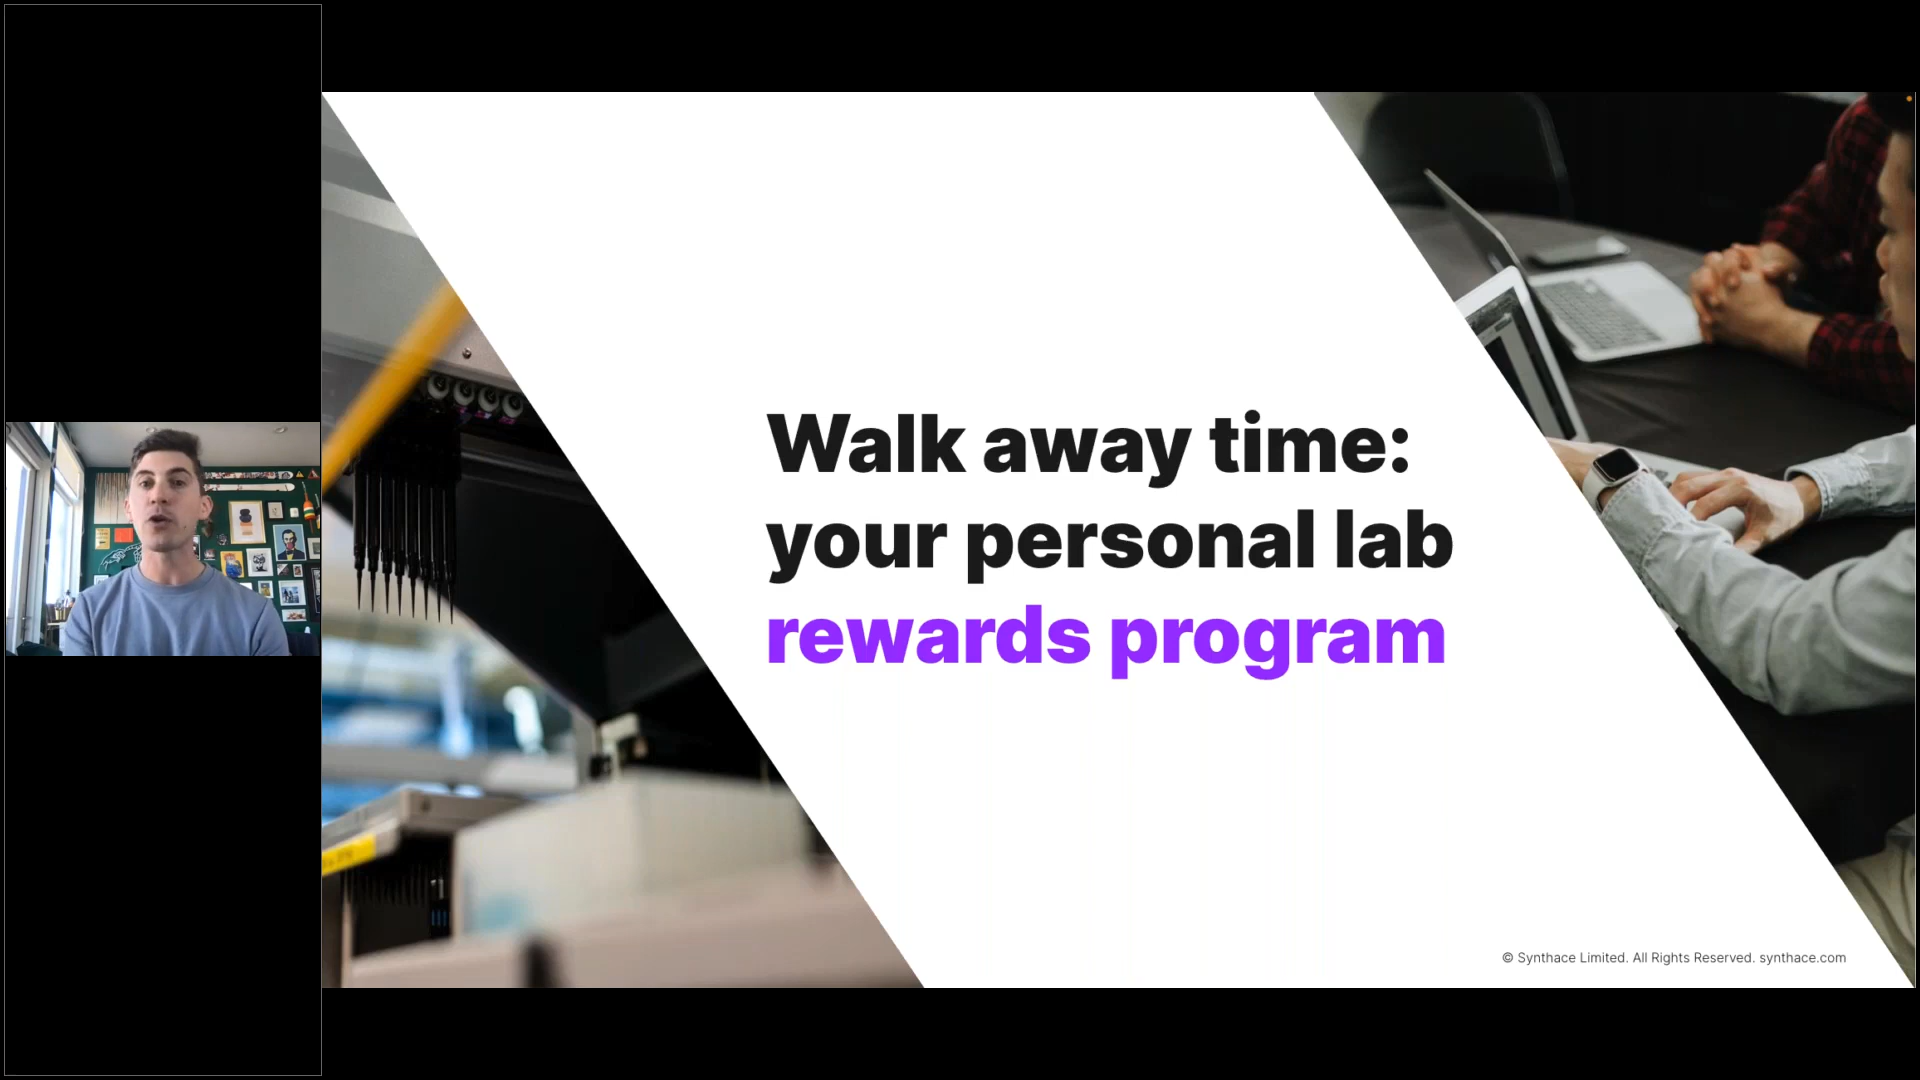 Walk away time:
your personal lab
rewards program
© Synthace Limited. All Rights Reserved. synthace.com